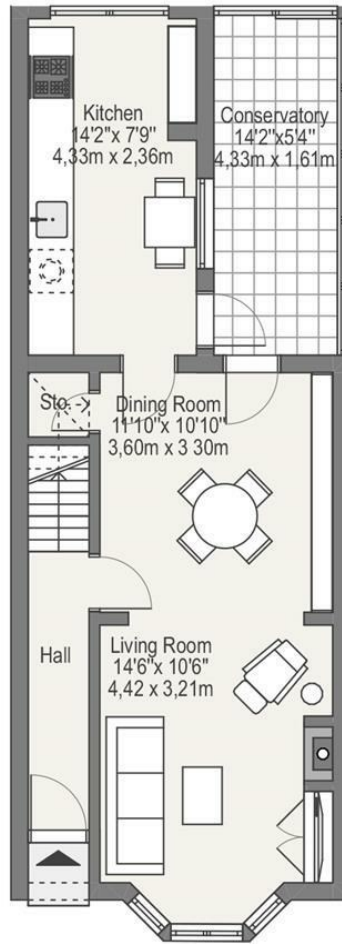 Kitchen
14'2"x 7'9"
4,33m x 2,36m
Conservatory
14'2"x5'4"
4,33m x 1,61m
Sto.
Dining Room
11'10"x 10'10"
3,60m x 3 30m
Hall
Living Room
14'6"x 10'6"
4,42 x 3,21m